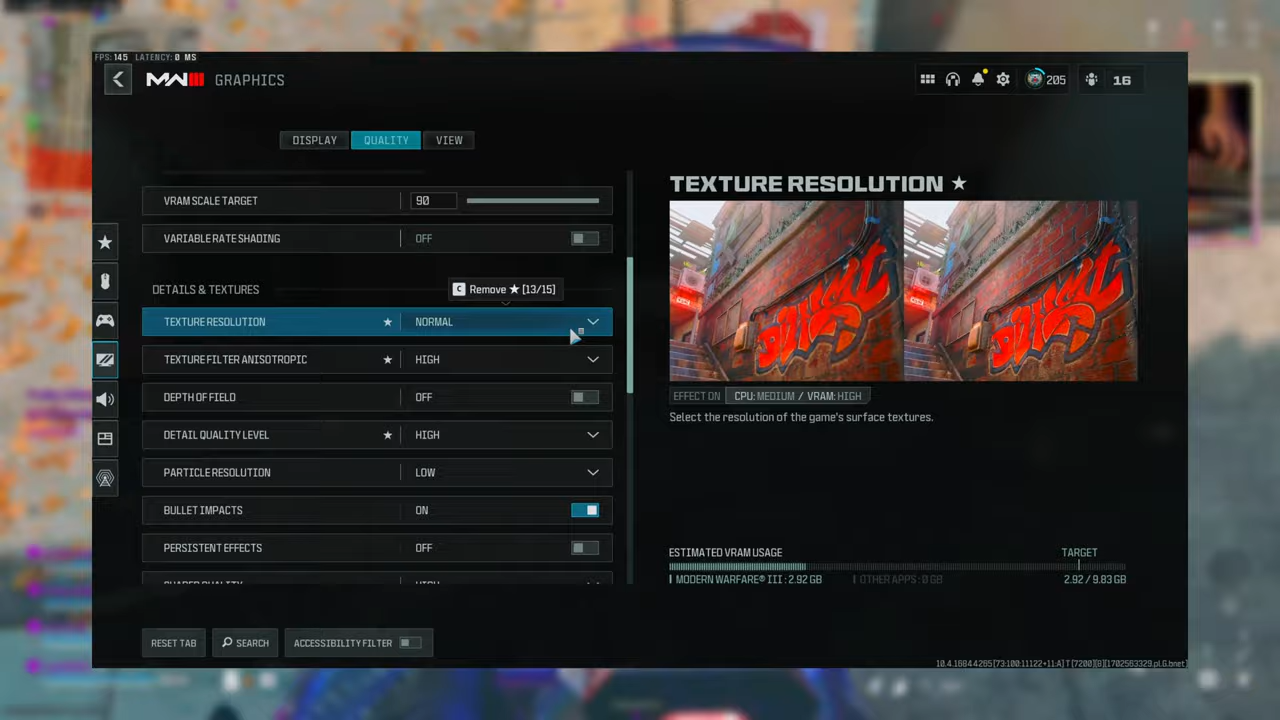 FPS: 145 LATENCY: 0 MS
MWIII GRAPHICS
205
16
DISPLAY QUALITY VIEW
VRAM SCALE TARGET 90
VARIABLE RATE SHADING OFF
DETAILS & TEXTURES
C Remove ★ [13/15]
TEXTURE RESOLUTION ★ NORMAL
TEXTURE FILTER ANISOTROPIC ★ HIGH
DEPTH OF FIELD OFF
DETAIL QUALITY LEVEL ★ HIGH
PARTICLE RESOLUTION LOW
BULLET IMPACTS ON
PERSISTENT EFFECTS OFF
SHADER QUALITY HIGH
TEXTURE RESOLUTION ★
EFFECT ON CPU: MEDIUM / VRAM: HIGH
Select the resolution of the game's surface textures.
ESTIMATED VRAM USAGE TARGET
MODERN WARFARE® III : 2.92 GB OTHER APPS : 0 GB 2.92 / 9.83 GB
RESET TAB SEARCH ACCESSIBILITY FILTER